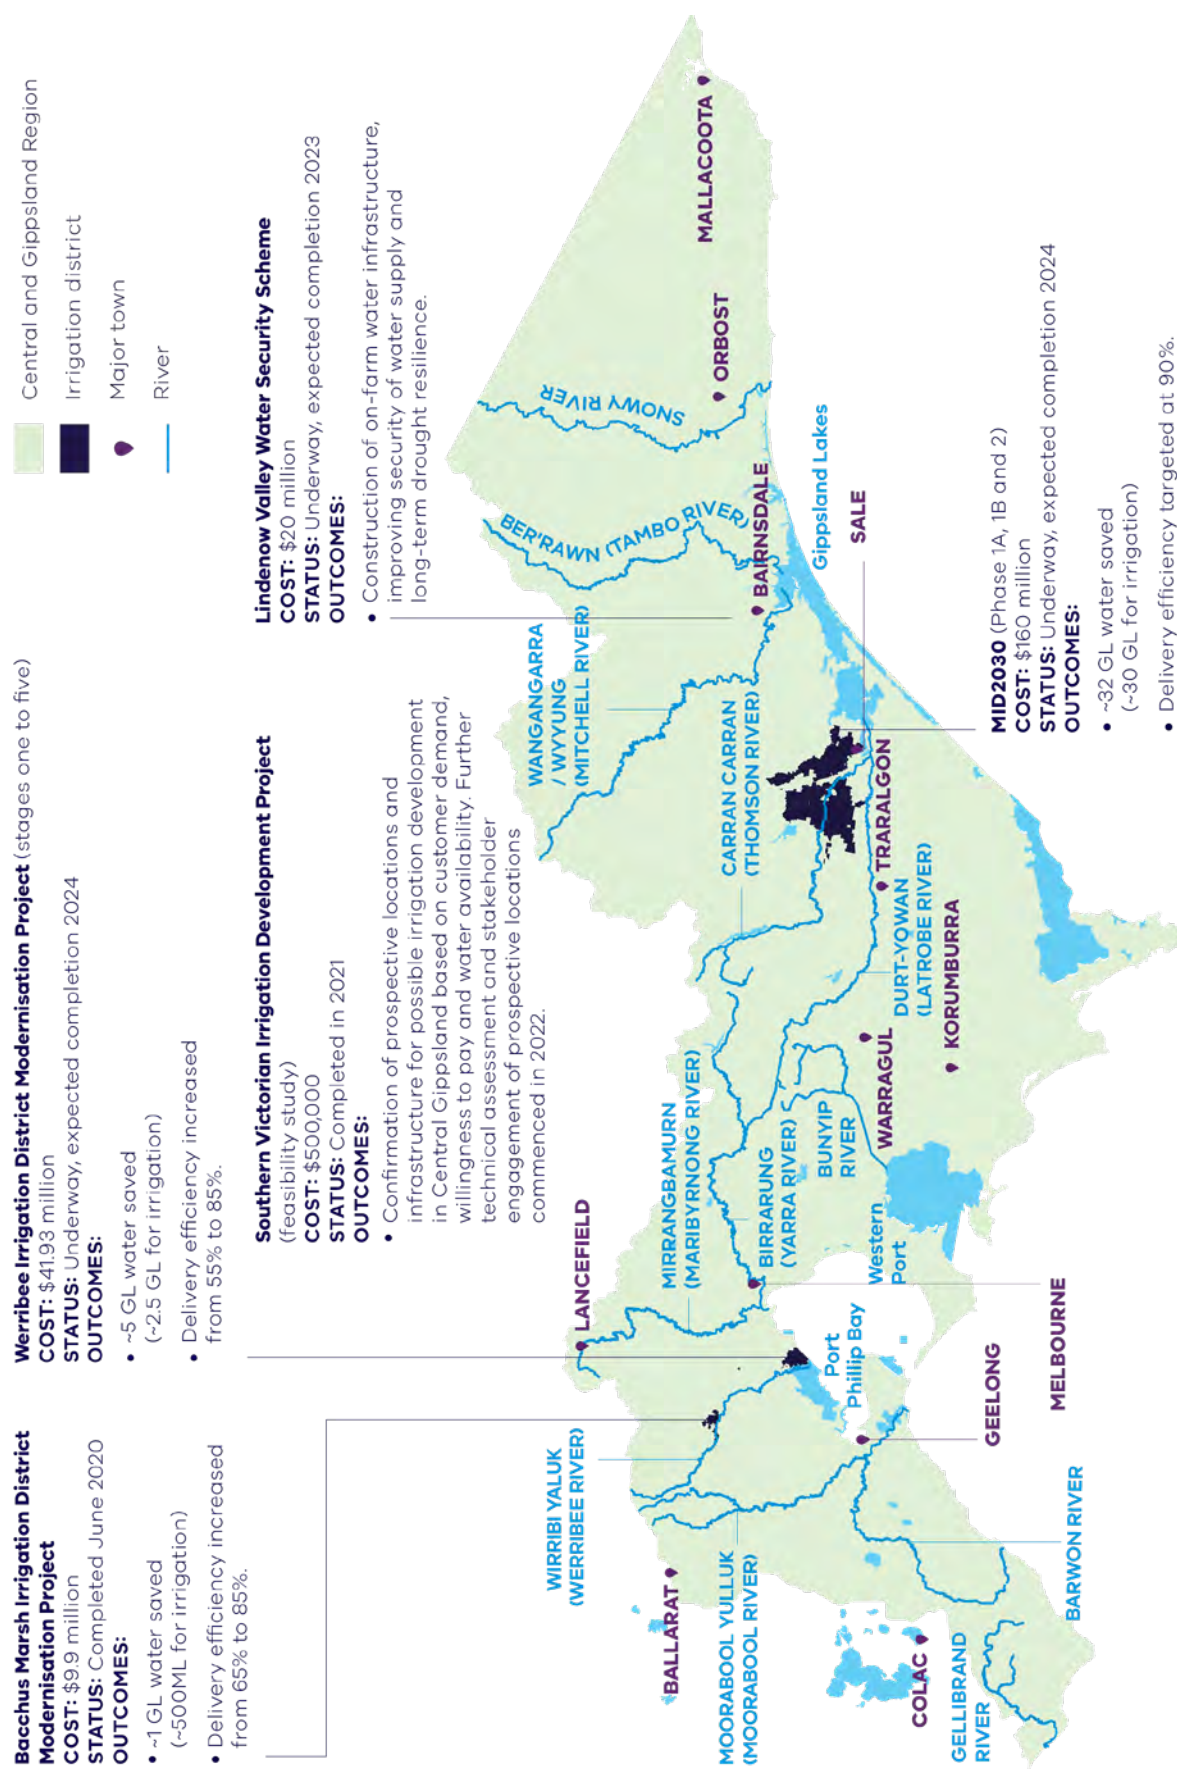 Bacchus Marsh Irrigation District
Modernisation Project
COST: $9.9 million
STATUS: Completed June 2020
OUTCOMES:
• ~1 GL water saved
(~500ML for irrigation)
• Delivery efficiency increased
from 65% to 85%.
Werribee Irrigation District Modernisation Project (stages one to five)
COST: $41.93 million
STATUS: Underway, expected completion 2024
OUTCOMES:
• ~5 GL water saved
(~2.5 GL for irrigation)
• Delivery efficiency increased
from 55% to 85%.
Southern Victorian Irrigation Development Project
(feasibility study)
COST: $500,000
STATUS: Completed in 2021
OUTCOMES:
• Confirmation of prospective locations and
infrastructure for possible irrigation development
in Central Gippsland based on customer demand,
willingness to pay and water availability. Further
technical assessment and stakeholder
engagement of prospective locations
commenced in 2022.
Lindenow Valley Water Security Scheme
COST: $20 million
STATUS: Underway, expected completion 2023
OUTCOMES:
• Construction of on-farm water infrastructure,
improving security of water supply and
long-term drought resilience.
Central and Gippsland Region
Irrigation district
Major town
River
WIRRIBI YALUK
(WERRIBEE RIVER)
LANCEFIELD
MIRRANGBAMURN
(MARIBYRNONG RIVER)
WANGANGARRA
/ WYYUNG
(MITCHELL RIVER)
BER'RAWN (TAMBO RIVER)
SNOWY RIVER
BALLARAT
MOORABOOL YULLUK
(MOORABOOL RIVER)
BIRRARUNG
(YARRA RIVER)
CARRAN CARRAN
(THOMSON RIVER)
BAIRNSDALE
ORBOST
MALLACOOTA
Port
Phillip Bay
Western
Port
BUNYIP
RIVER
WARRAGUL
TRARALGON
DURT-YOWAN
(LATROBE RIVER)
Gippsland Lakes
SALE
COLAC
GELLIBRAND
RIVER
GEELONG
KORUMBURRA
MELBOURNE
BARWON RIVER
MID2030 (Phase 1A, 1B and 2)
COST: $160 million
STATUS: Underway, expected completion 2024
OUTCOMES:
• ~32 GL water saved
(~30 GL for irrigation)
• Delivery efficiency targeted at 90%.